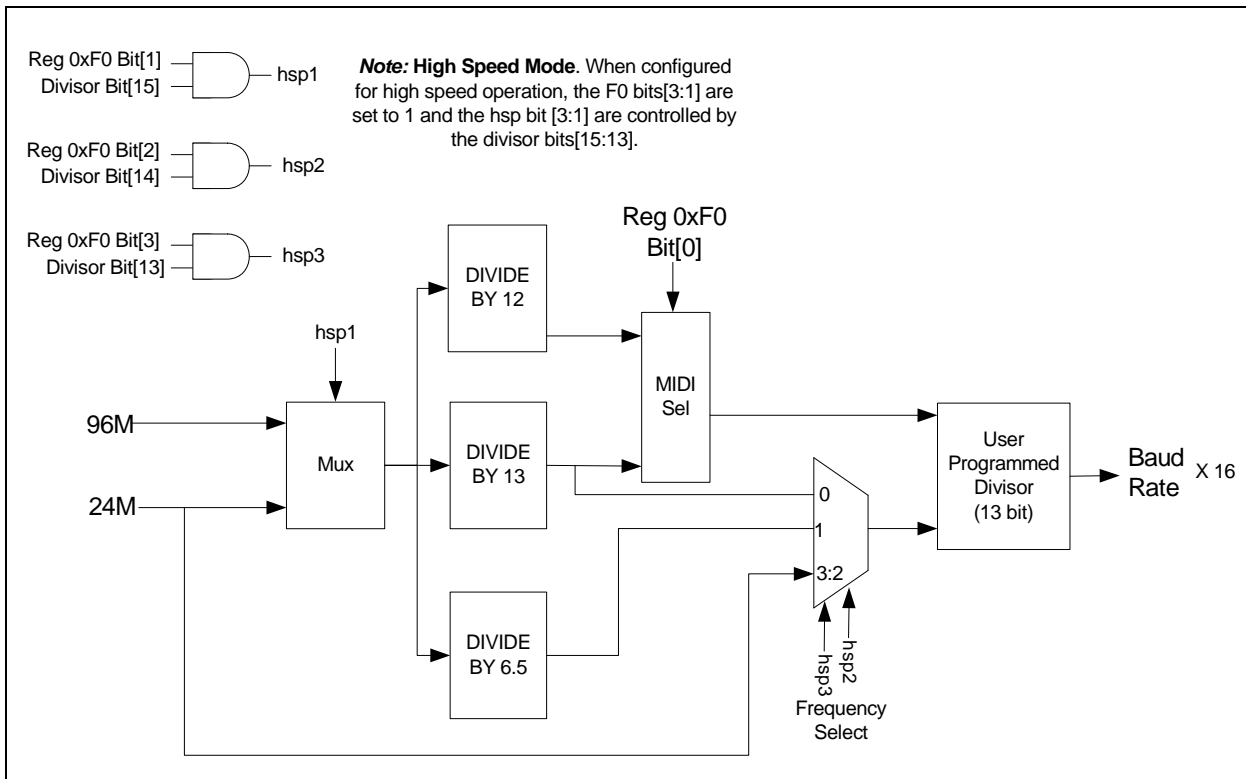 Reg 0xF0 Bit[1]
Divisor Bit[15]
hsp1
Note: High Speed Mode. When configured
for high speed operation, the F0 bits[3:1] are
set to 1 and the hsp bit [3:1] are controlled by
the divisor bits[15:13].
Reg 0xF0 Bit[2]
Divisor Bit[14]
hsp2
Reg 0xF0 Bit[3]
Divisor Bit[13]
hsp3
Reg 0xF0
Bit[0]
DIVIDE
BY 12
hsp1
MIDI
Sel
96M
24M
Mux
DIVIDE
BY 13
User
Programmed
Divisor
(13 bit)
Baud
Rate
X 16
0
1
3:2
DIVIDE
BY 6.5
hsp3
hsp2
Frequency
Select